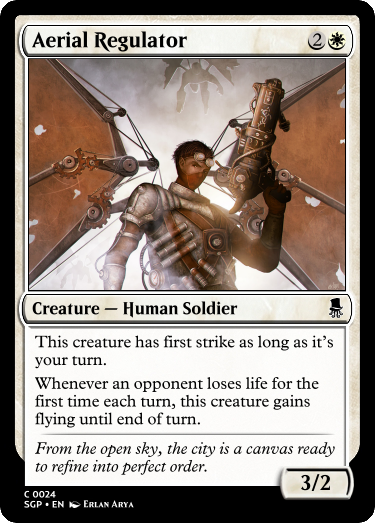 Aerial Regulator 2
Creature — Human Soldier
This creature has first strike as long as it's
your turn.
Whenever an opponent loses life for the
first time each turn, this creature gains
flying until end of turn.
From the open sky, the city is a canvas ready
to refine into perfect order.
3/2
C 0024
SGP • EN Erlan Arya